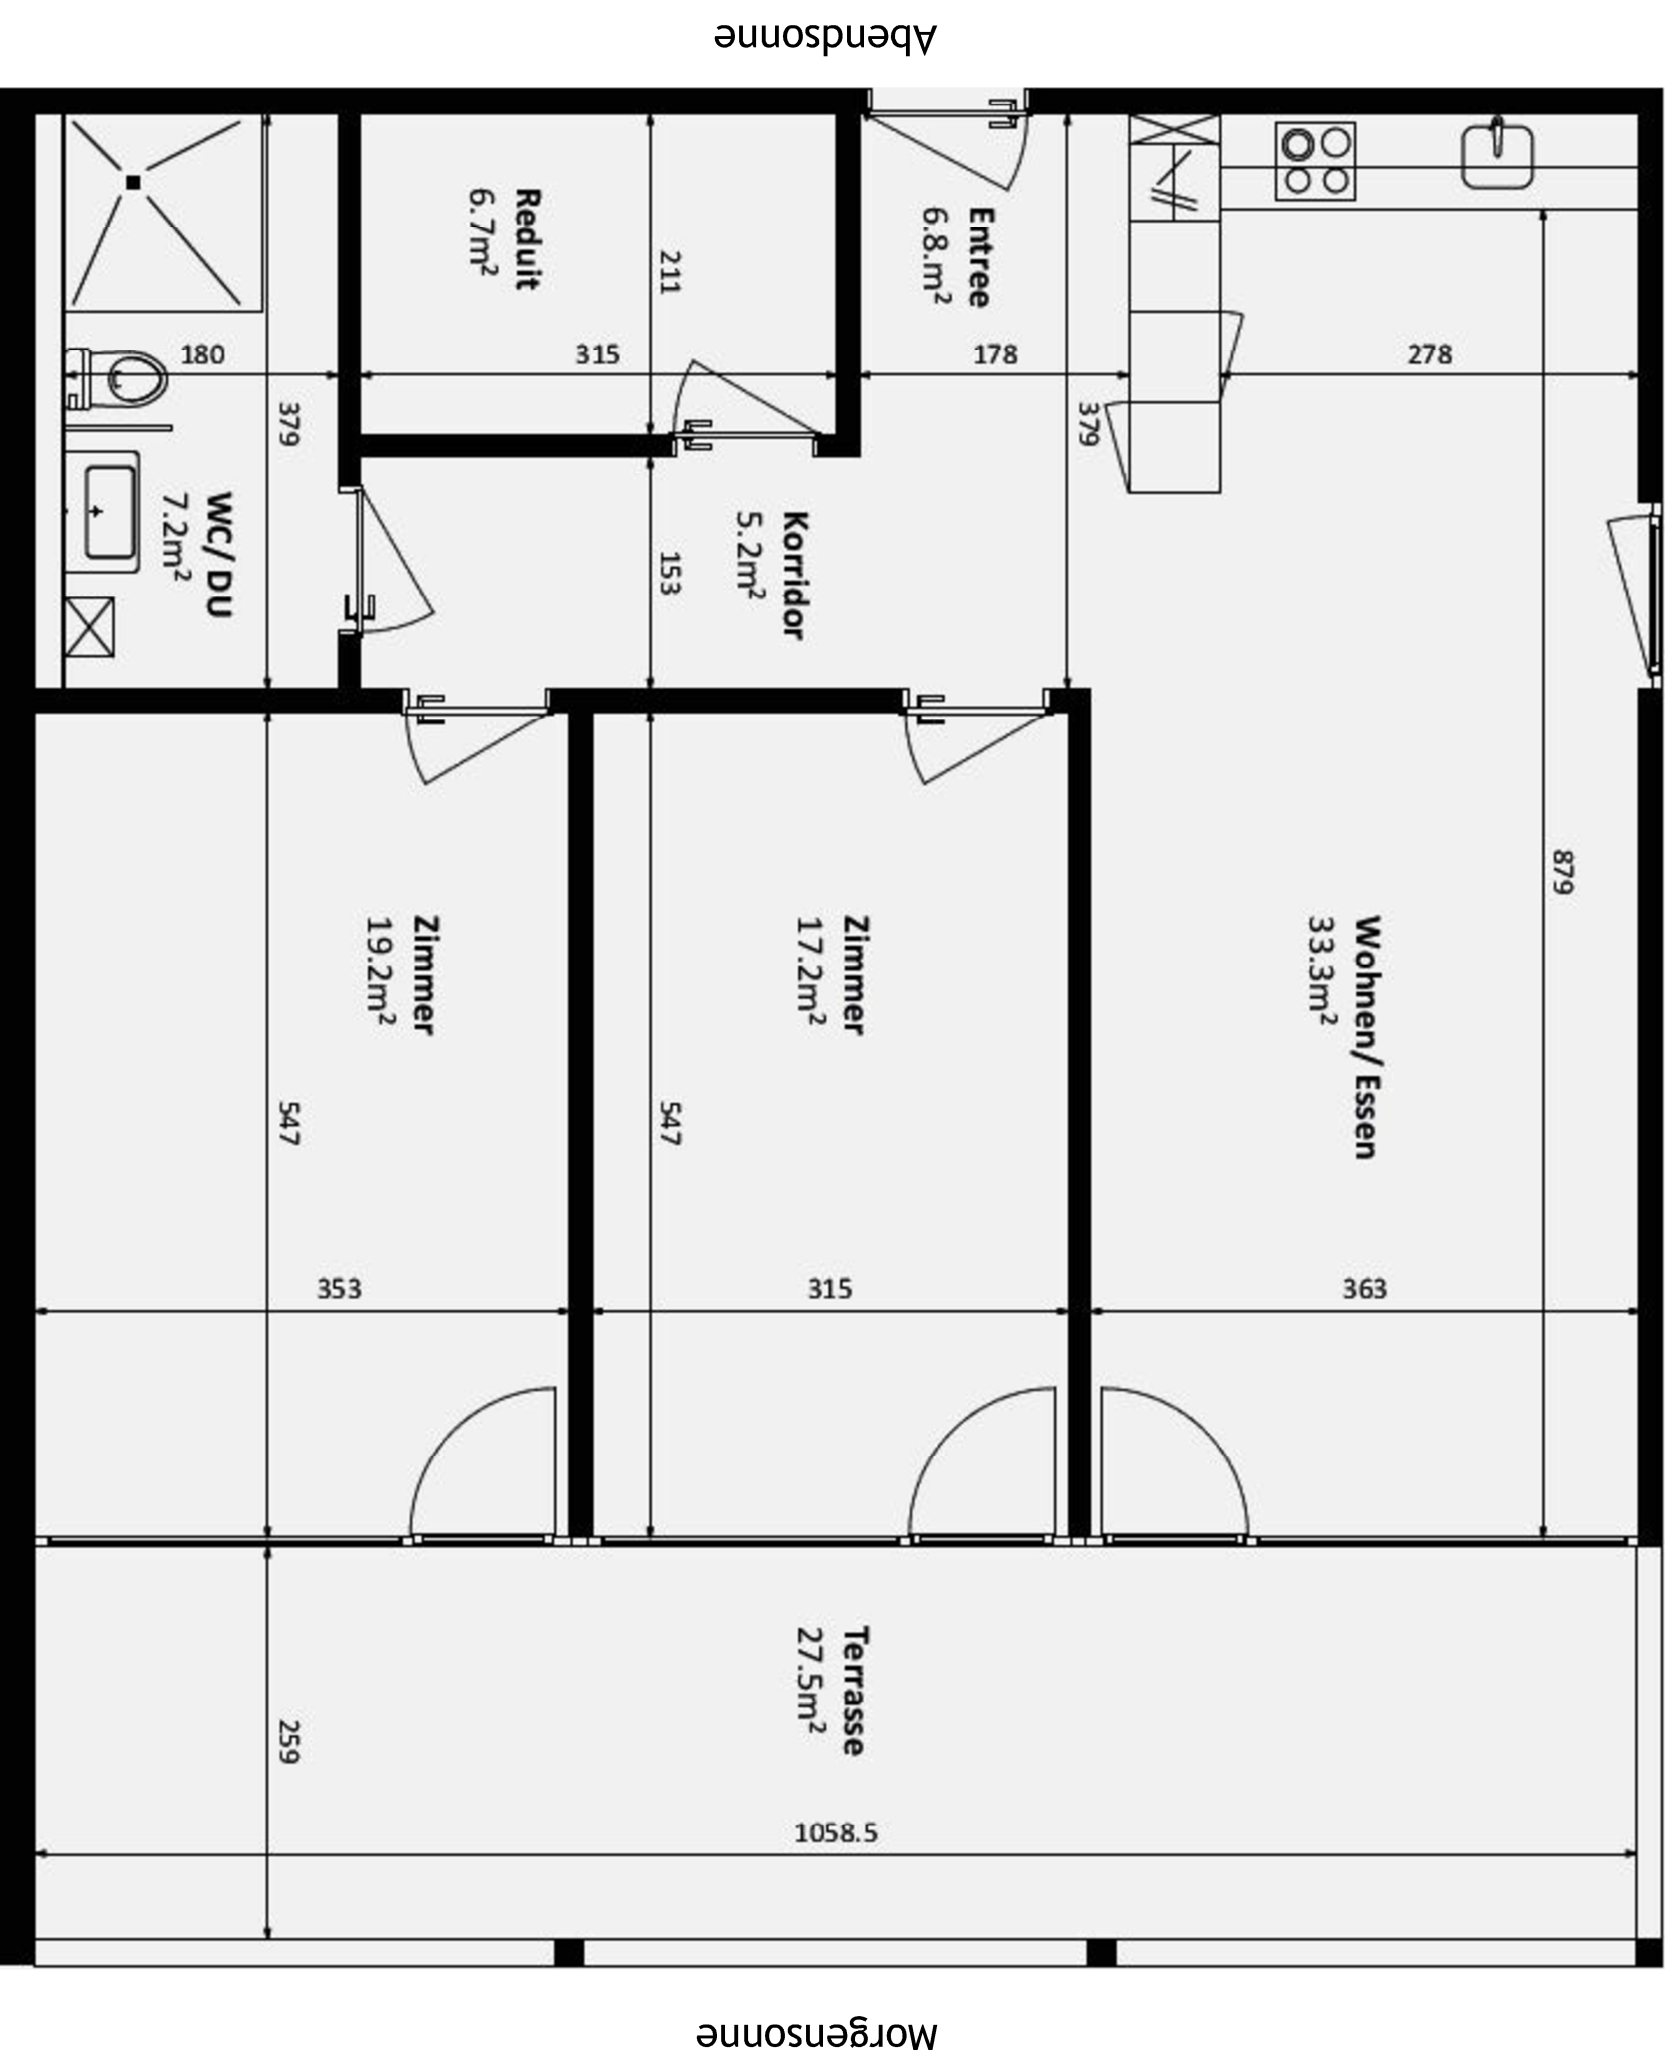 Abendsonne
Reduit
6.7m²
211
315
Entree
6.8.m²
178
278
180
379
379
WC/ DU
7.2m²
153
Korridor
5.2m²
879
Zimmer
19.2m²
Zimmer
17.2m²
Wohnen/ Essen
33.3m²
547
547
353
315
363
Terrasse
27.5m²
259
1058.5
Morgensonne